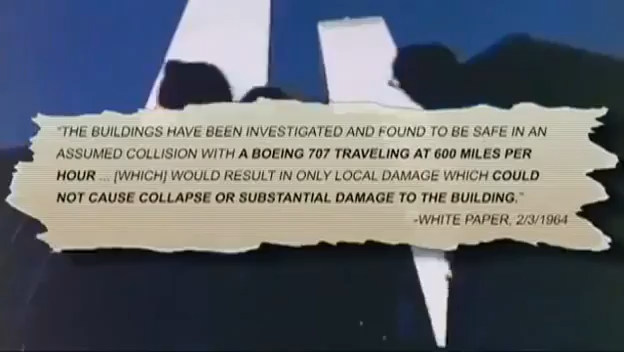 "THE BUILDINGS HAVE BEEN INVESTIGATED AND FOUND TO BE SAFE IN AN
ASSUMED COLLISION WITH A BOEING 707 TRAVELING AT 600 MILES PER
HOUR ... [WHICH] WOULD RESULT IN ONLY LOCAL DAMAGE WHICH COULD
NOT CAUSE COLLAPSE OR SUBSTANTIAL DAMAGE TO THE BUILDING."
-WHITE PAPER, 2/3/1964